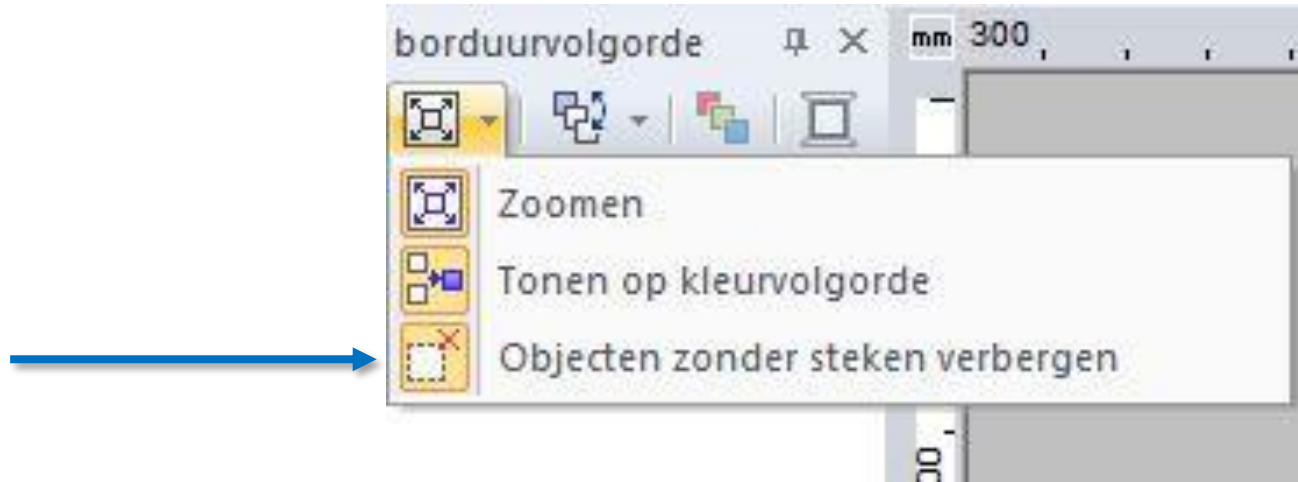 borduurvolgorde
mm 300
Zoomen
Tonen op kleurvolgorde
Objecten zonder steken verbergen